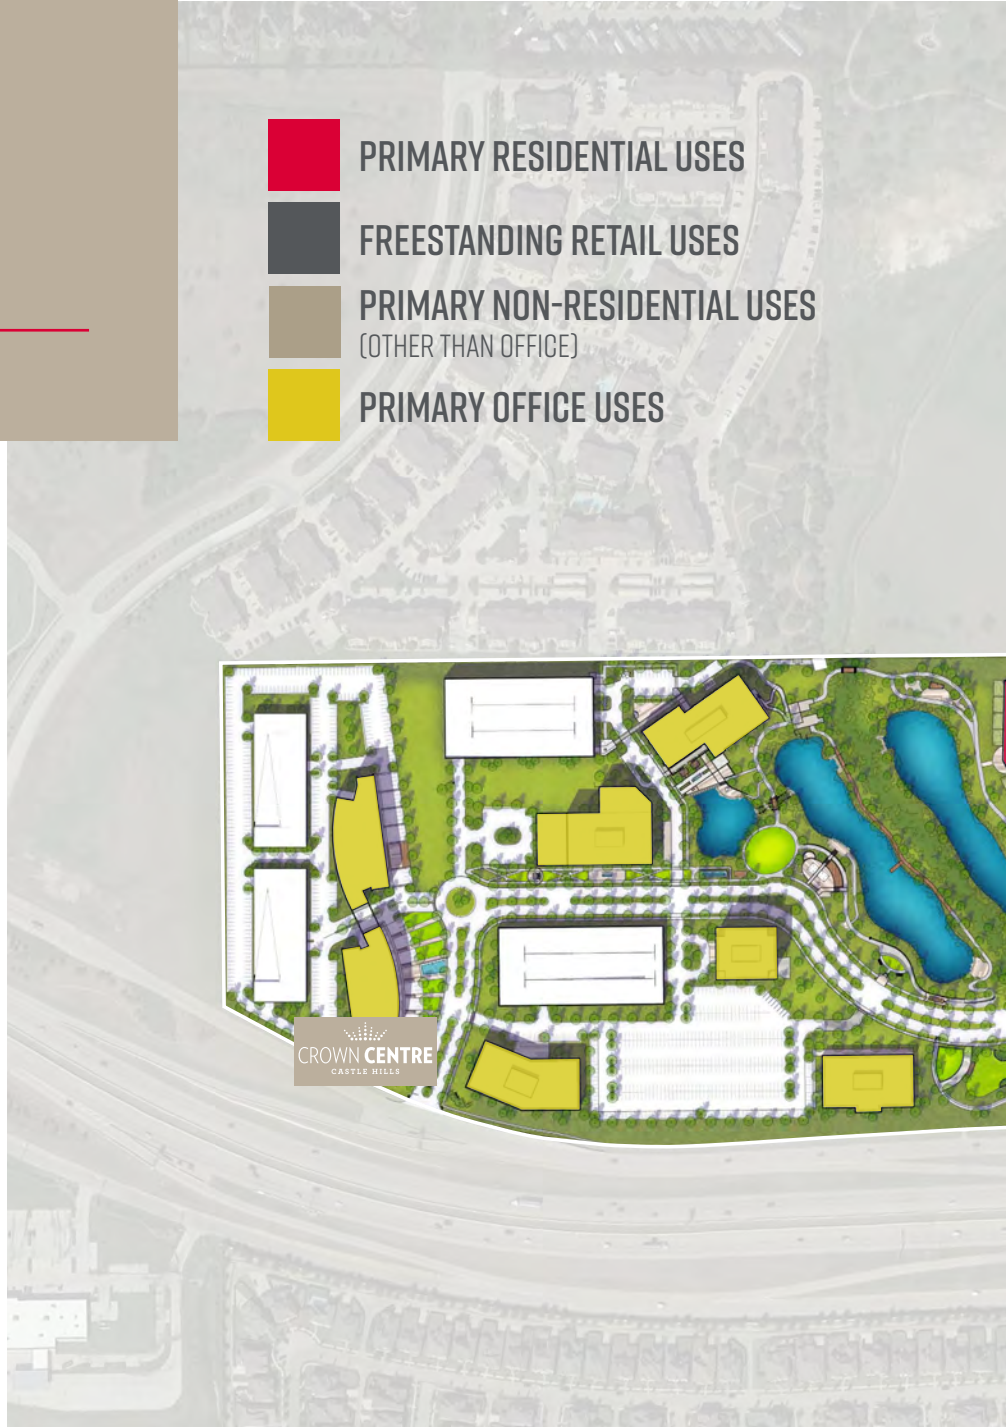 PRIMARY RESIDENTIAL USES
FREESTANDING RETAIL USES
PRIMARY NON-RESIDENTIAL USES
(OTHER THAN OFFICE)
PRIMARY OFFICE USES
CROWN CENTRE
CASTLE HILLS